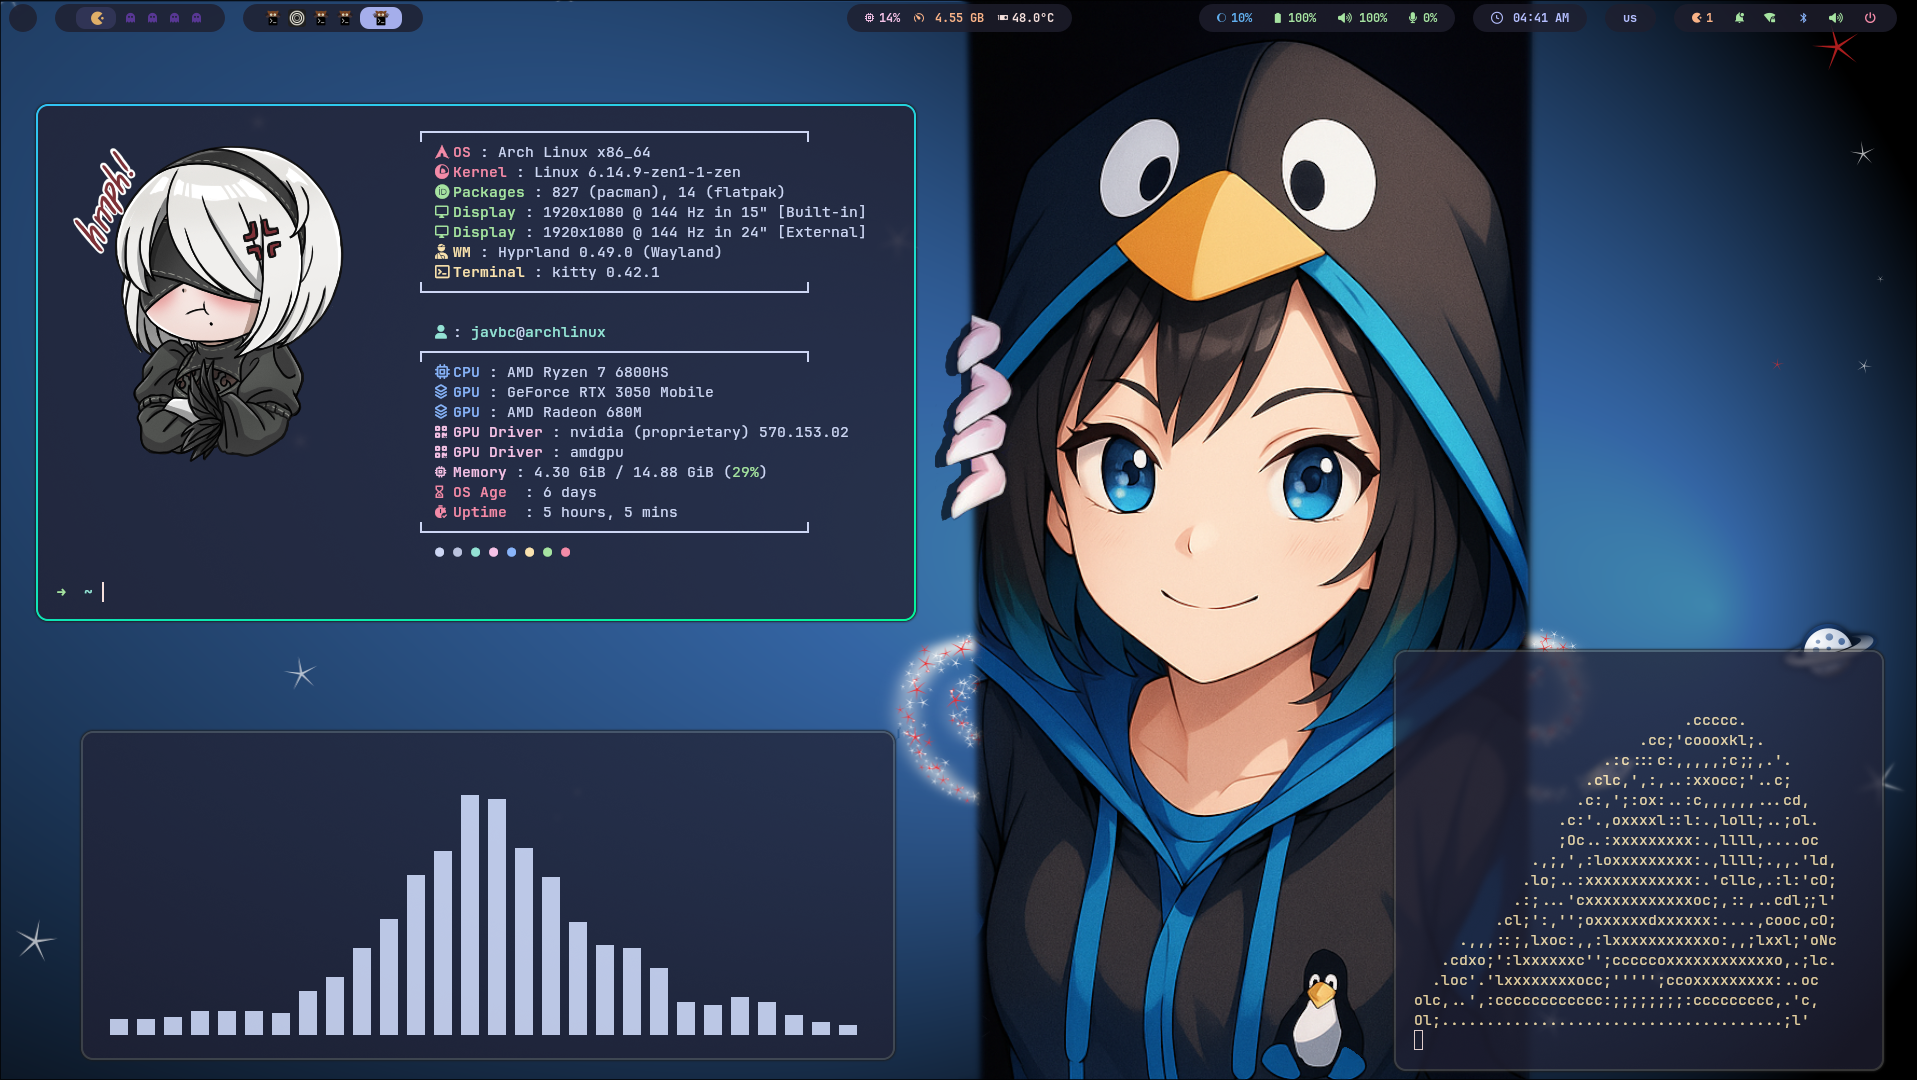 14% 4.55 GB 48.0°C
10% 100% 100% 0%
04:41 AM
us
1
OS : Arch Linux x86_64
Kernel : Linux 6.14.9-zen1-1-zen
Packages : 827 (pacman), 14 (flatpak)
Display : 1920x1080 @ 144 Hz in 15" [Built-in]
Display : 1920x1080 @ 144 Hz in 24" [External]
WM : Hyprland 0.49.0 (Wayland)
Terminal : kitty 0.42.1
: javbc@archlinux
CPU : AMD Ryzen 7 6800HS
GPU : GeForce RTX 3050 Mobile
GPU : AMD Radeon 680M
GPU Driver : nvidia (proprietary) 570.153.02
GPU Driver : amdgpu
Memory : 4.30 GiB / 14.88 GiB (29%)
OS Age : 6 days
Uptime : 5 hours, 5 mins
➜ ~
.ccccc.
.cc;'coooxkl;.
.:c:::c:,,,,,;c;;,.'.
.clc,',:,..:xxocc;'..c;
.c:,';:ox:..:c,,,,,,...cd,
.c:'.,oxxxxl::l:.,loll;..;ol.
;Oc..:xxxxxxxxx:.,llll,....oc
.,;,',:loxxxxxxxxx:.,llll;.,,.'ld,
.lo;..:xxxxxxxxxxxx:.'cllc,.:l:'cO;
.:;...'cxxxxxxxxxxxxoc;,::,..cdl;;l'
.cl;':,'';oxxxxxxdxxxxxx:....,cooc,cO;
.,,,::;,lxoc:,,:lxxxxxxxxxxxo:,,;lxxl;'oNc
.cdxo;':lxxxxxxc'';cccccoxxxxxxxxxxxxo,.;lc.
.loc'.'lxxxxxxxxocc;''''';ccoxxxxxxxxx:..oc
olc,..',:cccccccccccc:;;;;;;;;:ccccccccc,.'c,
Ol;......................................;l'